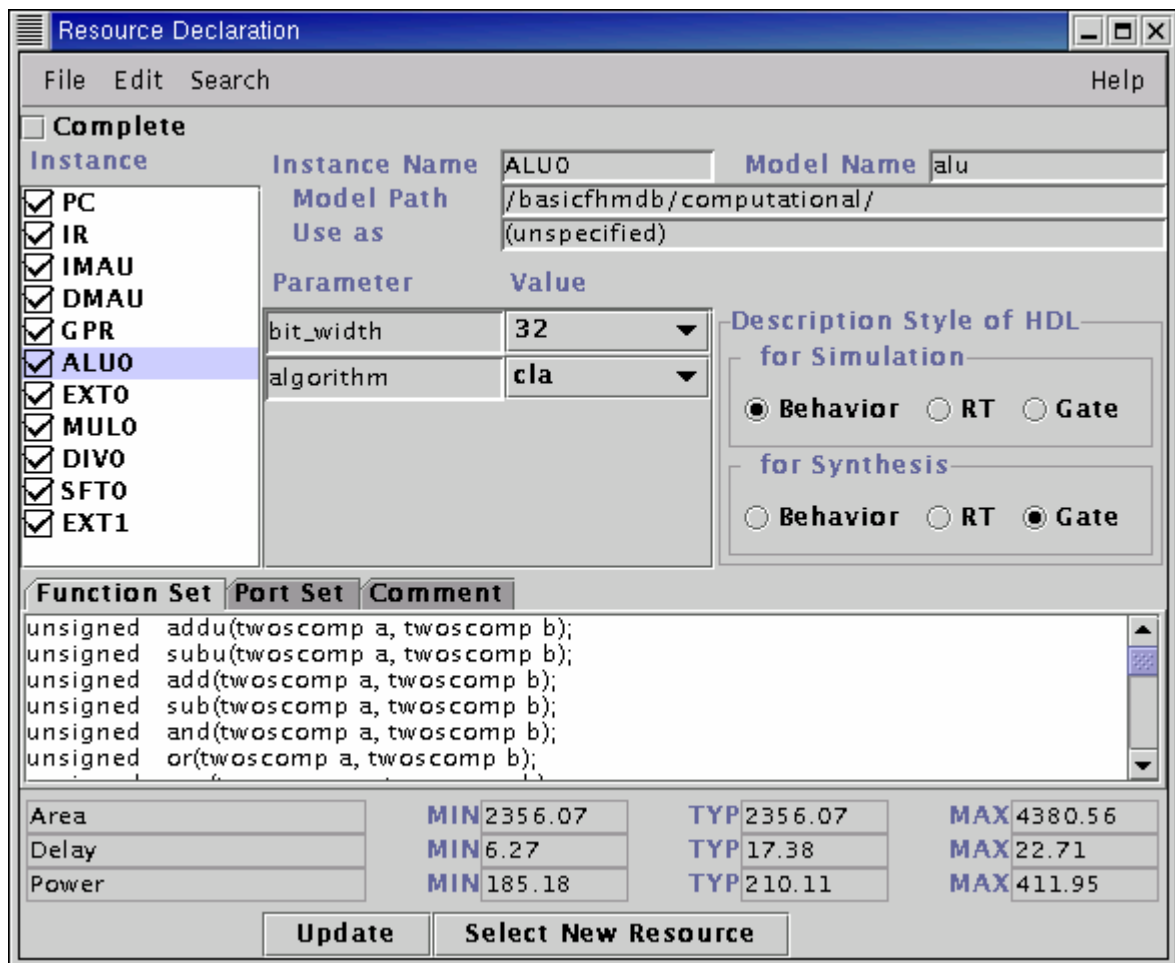 Resource Declaration
File Edit Search Help
Complete
Instance
PC
IR
IMAU
DMAU
GPR
ALU0
EXT0
MUL0
DIV0
SFT0
EXT1
Instance Name ALU0 Model Name alu
Model Path /basicfhmdb/computational/
Use as (unspecified)
Parameter Value
bit_width 32
algorithm cla
Description Style of HDL
for Simulation
Behavior RT Gate
for Synthesis
Behavior RT Gate
Function Set Port Set Comment
unsigned addu(twoscomp a, twoscomp b);
unsigned subu(twoscomp a, twoscomp b);
unsigned add(twoscomp a, twoscomp b);
unsigned sub(twoscomp a, twoscomp b);
unsigned and(twoscomp a, twoscomp b);
unsigned or(twoscomp a, twoscomp b);
Area MIN 2356.07 TYP 2356.07 MAX 4380.56
Delay MIN 6.27 TYP 17.38 MAX 22.71
Power MIN 185.18 TYP 210.11 MAX 411.95
Update Select New Resource